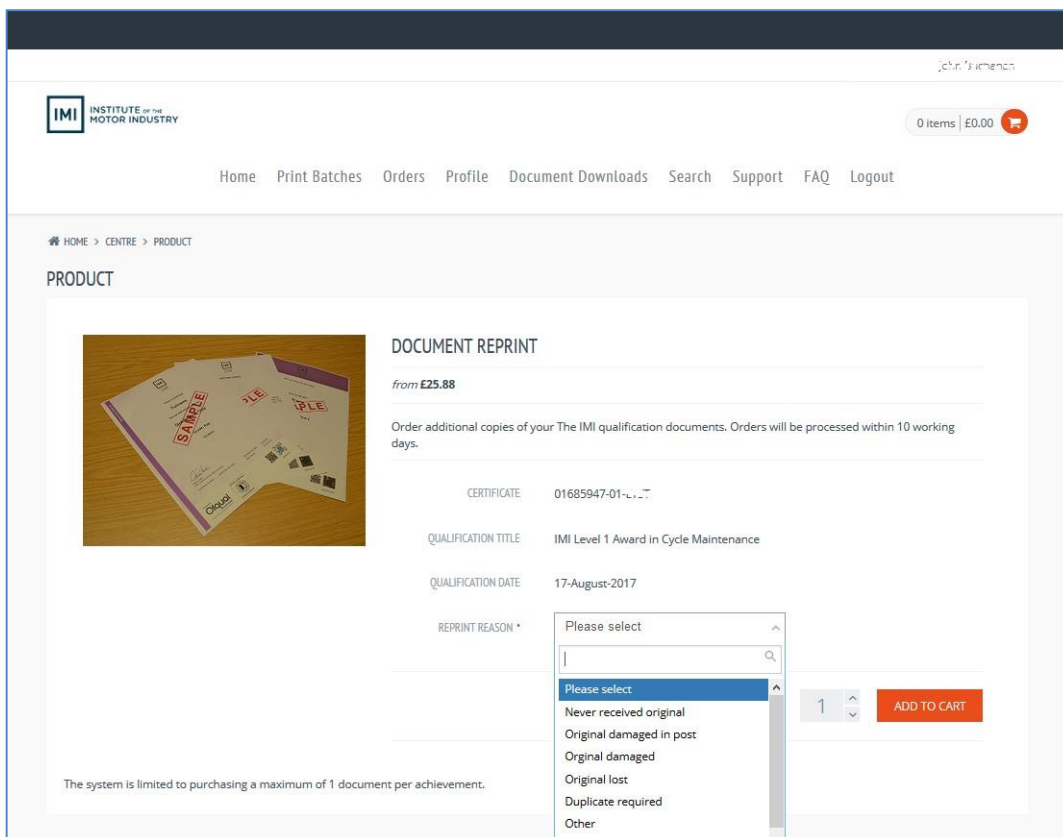 IMI INSTITUTE OF THE
MOTOR INDUSTRY
0 items £0.00
Home Print Batches Orders Profile Document Downloads Search Support FAQ Logout
HOME > CENTRE > PRODUCT
PRODUCT
DOCUMENT REPRINT
from £25.88
Order additional copies of your The IMI qualification documents. Orders will be processed within 10 working
days.
SAMPLE
PLE
PLE
Ofqual
CERTIFICATE 01685947-01-
QUALIFICATION TITLE IMI Level 1 Award in Cycle Maintenance
QUALIFICATION DATE 17-August-2017
REPRINT REASON * Please select
Please select
Never received original
Original damaged in post
Orginal damaged
Original lost
Duplicate required
Other
1 ADD TO CART
The system is limited to purchasing a maximum of 1 document per achievement.